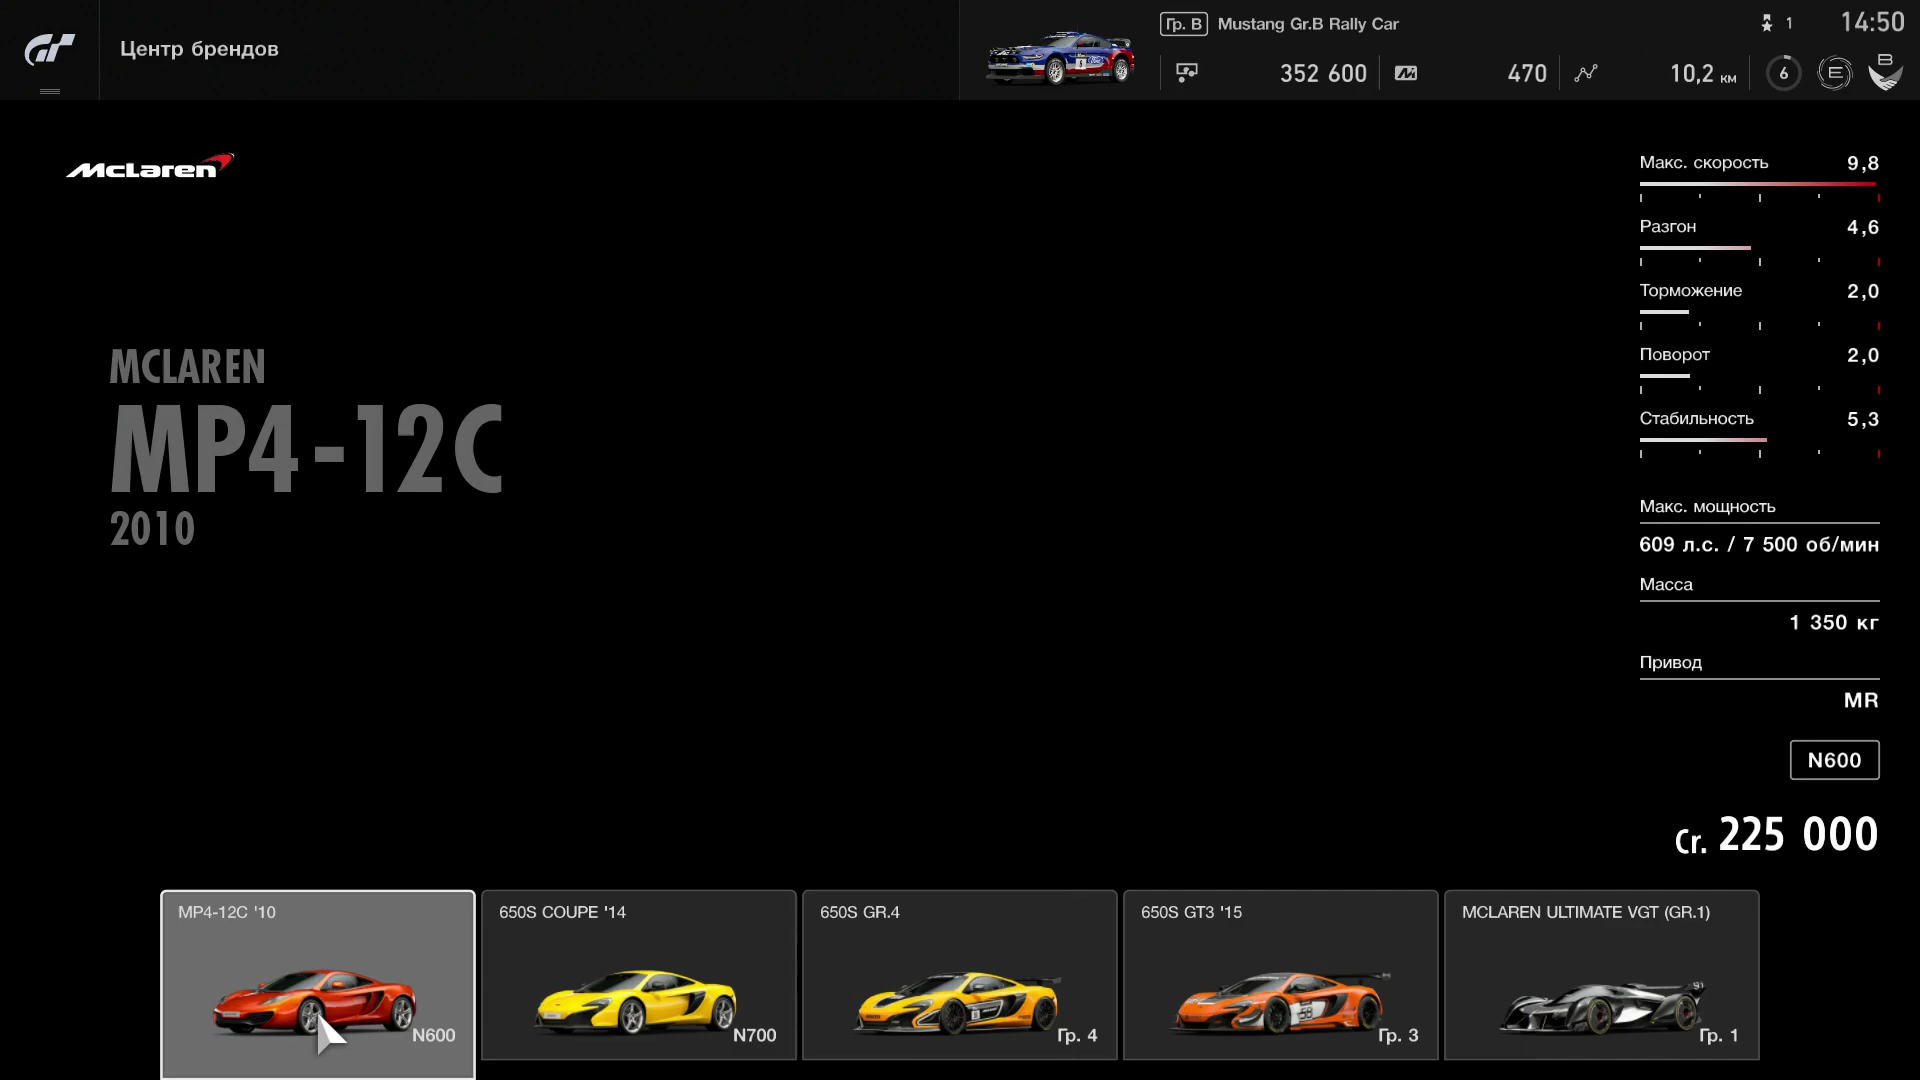 Центр брендов
Гр. B Mustang Gr.B Rally Car
1
14:50
352 600
470
10,2 км
6
E
B
McLaren
Макс. скорость 9,8
Разгон 4,6
Торможение 2,0
Поворот 2,0
Стабильность 5,3
MCLAREN
MP4-12C
2010
Макс. мощность
609 л.с. / 7 500 об/мин
Масса
1 350 кг
Привод
MR
N600
Cr. 225 000
MP4-12C '10
N600
650S COUPE '14
N700
650S GR.4
Гр. 4
650S GT3 '15
Гр. 3
MCLAREN ULTIMATE VGT (GR.1)
Гр. 1